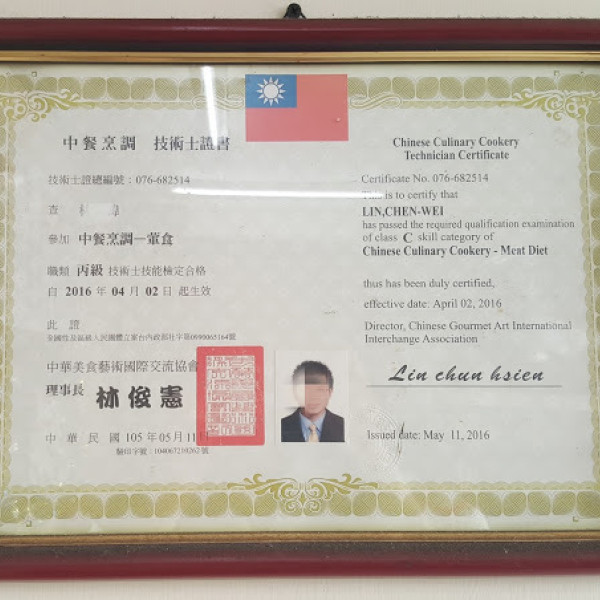 中餐烹調 技術士證書
技術士證總編號：076-682514
查 林 偉
參加 中餐烹調—葷食
職類 丙級 技術士技能檢定合格
自 2016 年 04 月 02 日 起生效
此 證
中華美食藝術國際交流協會
理事長 林俊憲
中 華 民 國 105 年 05 月 11 日
Chinese Culinary Cookery
Technician Certificate
Certificate No. 076-682514
This is to certify that
LIN,CHEN-WEI
has passed the required qualification examination
of class C skill category of
Chinese Culinary Cookery - Meat Diet
thus has been duly certified,
effective date: April 02, 2016
Director, Chinese Gourmet Art International
Interchange Association
Lin chun hsien
Issued date: May 11, 2016